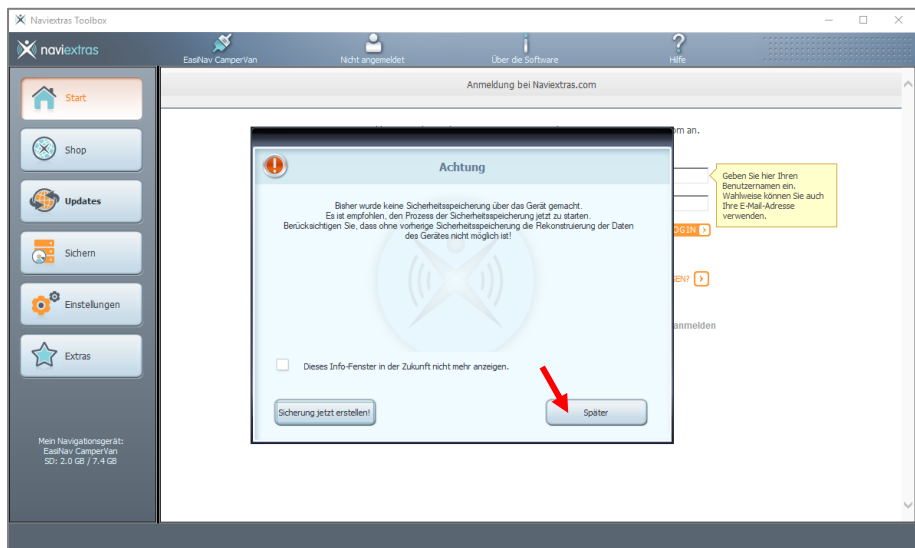 Naviextras Toolbox
naviextras
EasiNav CamperVan
Nicht angemeldet
Über die Software
Hilfe
Start
Shop
Updates
Sichern
Einstellungen
Extras
Mein Navigationsgerät:
EasiNav CamperVan
SD: 2.0 GB / 7.4 GB
Anmeldung bei Naviextras.com
om an.
Geben Sie hier Ihren
Benutzernamen ein.
Wahlweise können Sie auch
Ihre E-Mail-Adresse
verwenden.
OGIN
EN?
anmelden
Achtung
Bisher wurde keine Sicherheitsspeicherung über das Gerät gemacht.
Es ist empfohlen, den Prozess der Sicherheitsspeicherung jetzt zu starten.
Berücksichtigen Sie, dass ohne vorherige Sicherheitsspeicherung die Rekonstruierung der Daten
des Gerätes nicht möglich ist!
Dieses Info-Fenster in der Zukunft nicht mehr anzeigen.
Sicherung jetzt erstellen!
Später